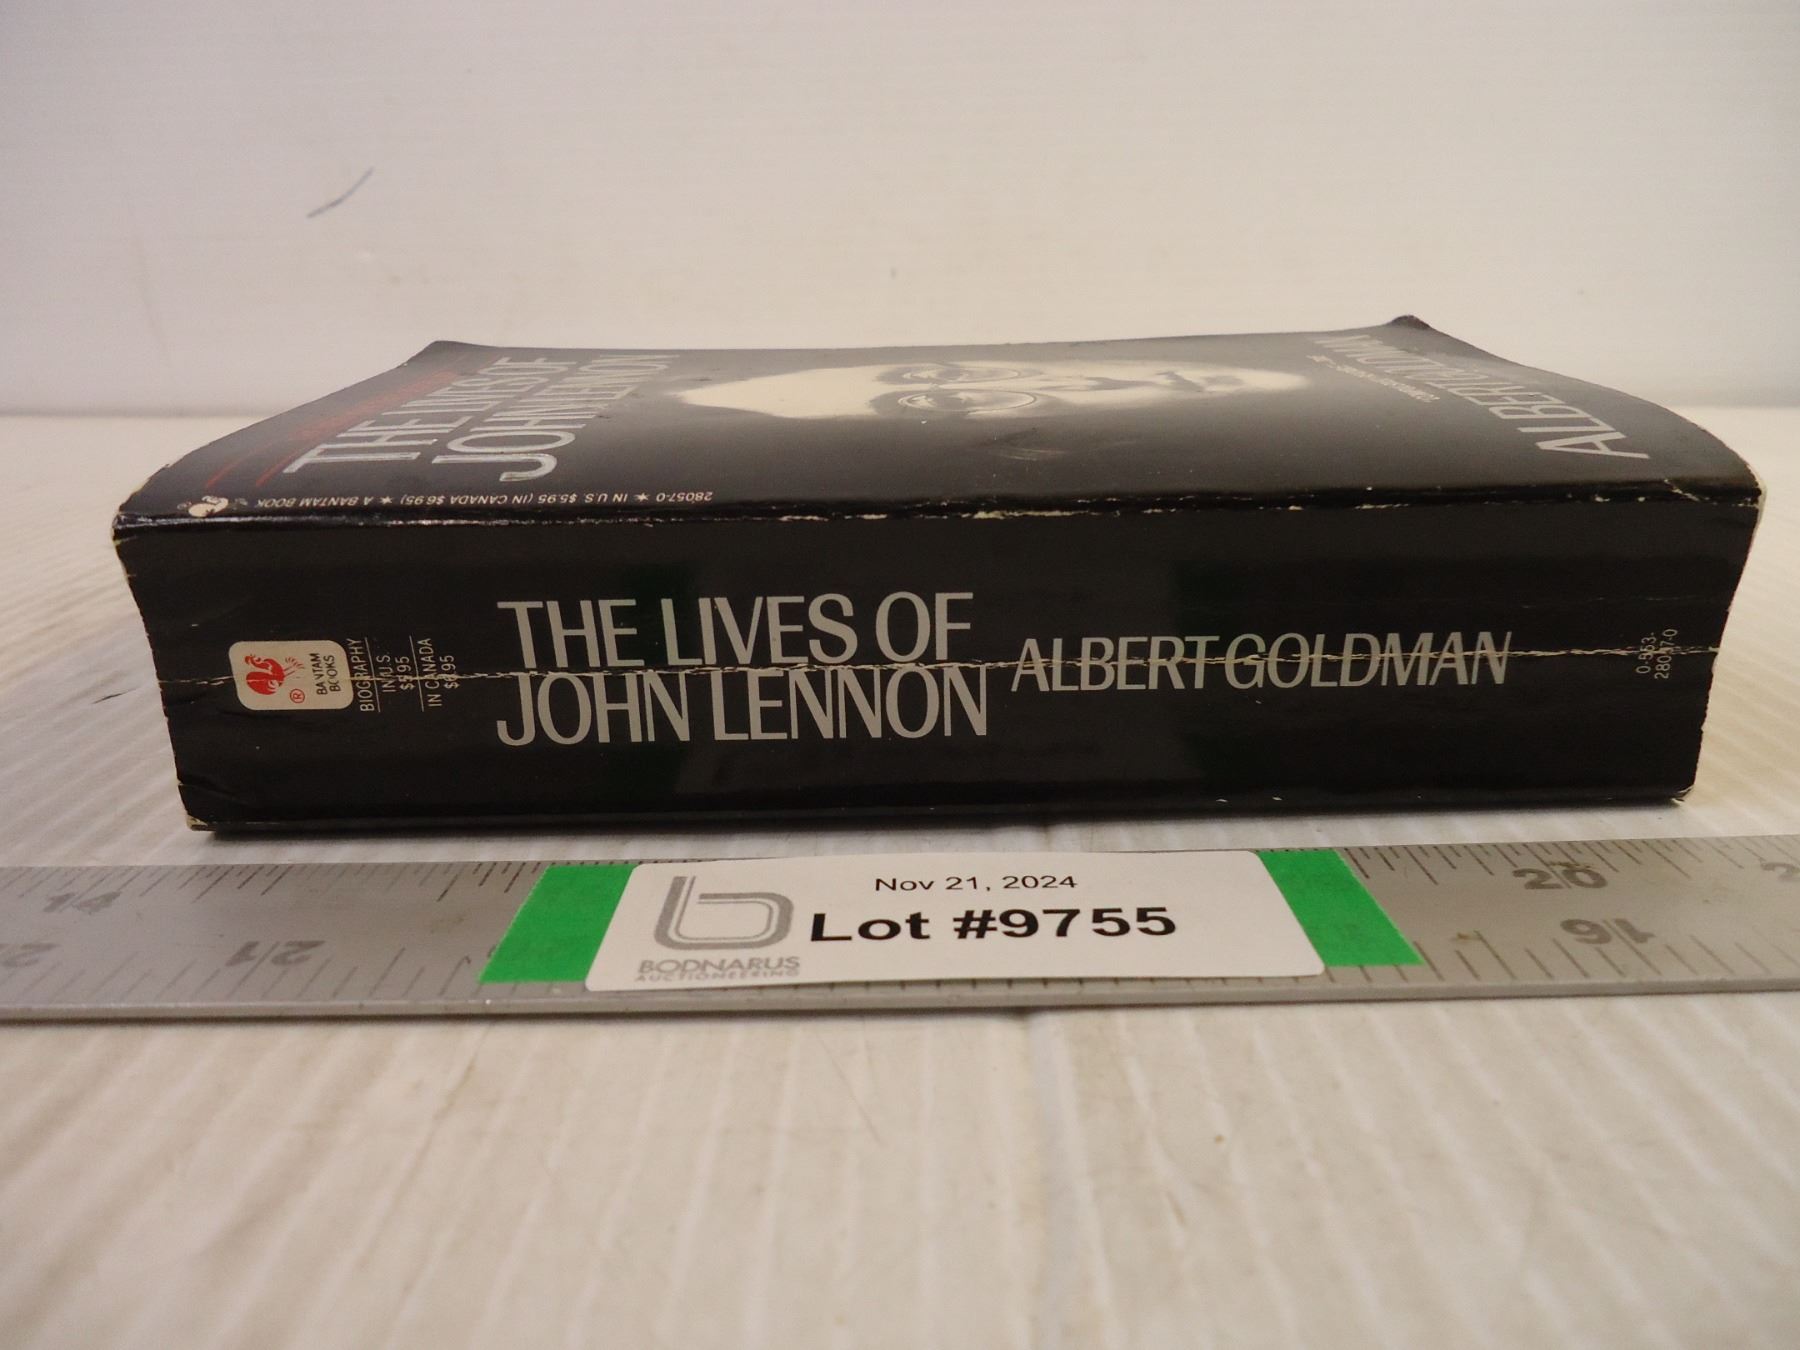 THE LIVES OF
JOHN LENNON
ALBERT GOLDMAN
28057-0 ★ IN U.S. $5.95 (IN CANADA $6.95) ★ A BANTAM BOOK
BANTAM
BOOKS
®
BIOGRAPHY
IN U.S.
$5.95
IN CANADA
$6.95
THE LIVES OF
JOHN LENNON
ALBERT GOLDMAN
0-553-
28057-0
14
20
21
16
Nov 21, 2024
Lot #9755
b
BODNARUS
AUCTIONEERING